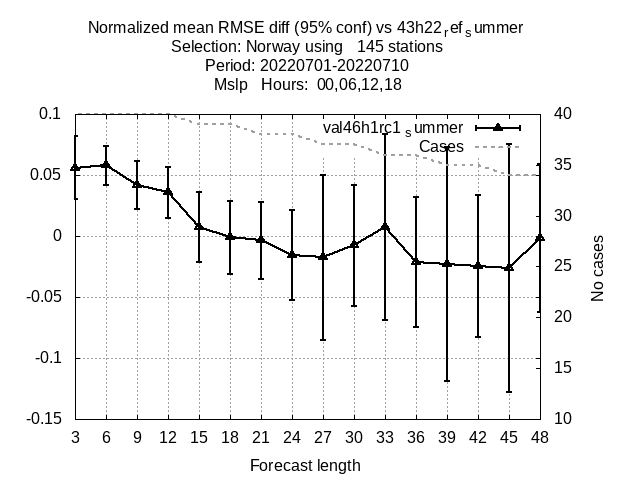 Normalized mean RMSE diff (95% conf) vs 43h22refsummer
Selection: Norway using 145 stations
Period: 20220701-20220710
Mslp Hours: 00,06,12,18
0.1
0.05
0
-0.05
-0.1
-0.15
val46h1rc1summer
Cases
40
35
30
25
20
15
10
No cases
3 6 9 12 15 18 21 24 27 30 33 36 39 42 45 48
Forecast length